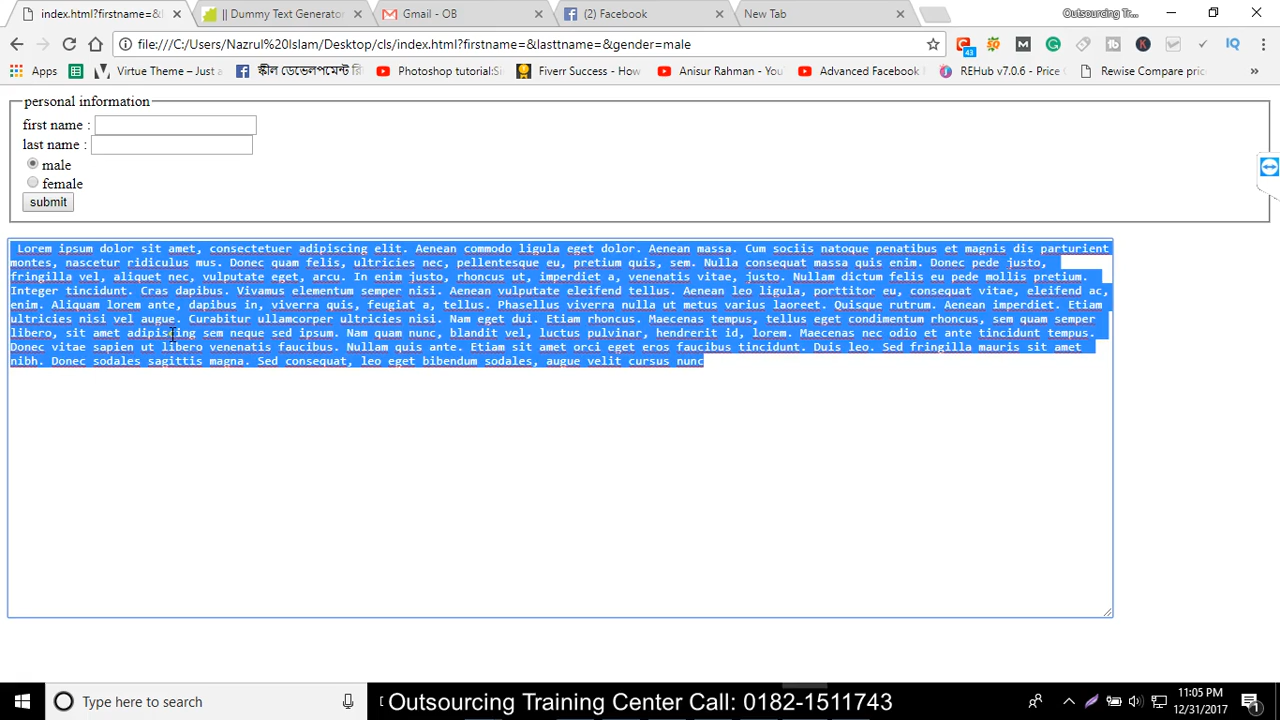 index.html?firstname=&l
|| Dummy Text Generator
Gmail - OB
(2) Facebook
New Tab
Outsourcing Tr...
file:///C:/Users/Nazrul%20Islam/Desktop/cls/index.html?firstname=&lasttname=&gender=male
43
Apps
Virtue Theme – Just a
স্কীল ডেভেলপমেন্ট
Photoshop tutorial:Si
Fiverr Success - How
Anisur Rahman - You
Advanced Facebook
REHub v7.0.6 - Price C
Rewise Compare pric
»
personal information
first name :
last name :
male
female
submit
Lorem ipsum dolor sit amet, consectetuer adipiscing elit. Aenean commodo ligula eget dolor. Aenean massa. Cum sociis natoque penatibus et magnis dis parturient
montes, nascetur ridiculus mus. Donec quam felis, ultricies nec, pellentesque eu, pretium quis, sem. Nulla consequat massa quis enim. Donec pede justo,
fringilla vel, aliquet nec, vulputate eget, arcu. In enim justo, rhoncus ut, imperdiet a, venenatis vitae, justo. Nullam dictum felis eu pede mollis pretium.
Integer tincidunt. Cras dapibus. Vivamus elementum semper nisi. Aenean vulputate eleifend tellus. Aenean leo ligula, porttitor eu, consequat vitae, eleifend ac,
enim. Aliquam lorem ante, dapibus in, viverra quis, feugiat a, tellus. Phasellus viverra nulla ut metus varius laoreet. Quisque rutrum. Aenean imperdiet. Etiam
ultricies nisi vel augue. Curabitur ullamcorper ultricies nisi. Nam eget dui. Etiam rhoncus. Maecenas tempus, tellus eget condimentum rhoncus, sem quam semper
libero, sit amet adipiscing sem neque sed ipsum. Nam quam nunc, blandit vel, luctus pulvinar, hendrerit id, lorem. Maecenas nec odio et ante tincidunt tempus.
Donec vitae sapien ut libero venenatis faucibus. Nullam quis ante. Etiam sit amet orci eget eros faucibus tincidunt. Duis leo. Sed fringilla mauris sit amet
nibh. Donec sodales sagittis magna. Sed consequat, leo eget bibendum sodales, augue velit cursus nunc
Type here to search
Outsourcing Training Center Call: 0182-1511743
11:05 PM
12/31/2017
1